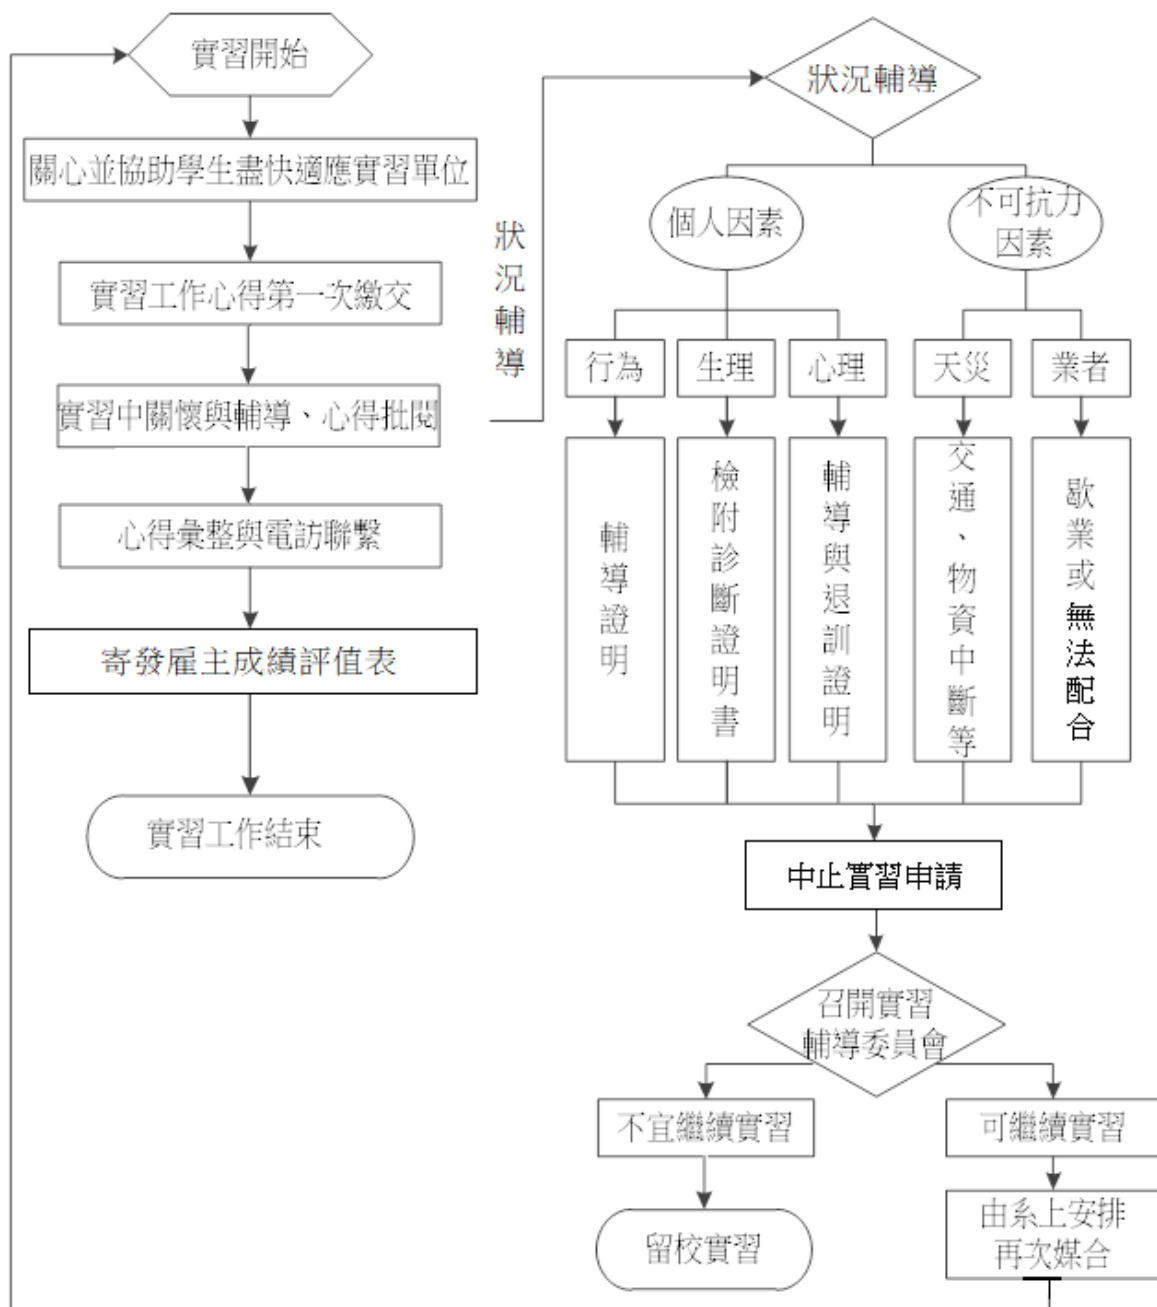 實習開始
關心並協助學生盡快適應實習單位
實習工作心得第一次繳交
實習中關懷與輔導、心得批閱
心得彙整與電訪聯繫
寄發雇主成績評值表
實習工作結束
狀況輔導
狀況輔導
個人因素
不可抗力
因素
行為
生理
心理
天災
業者
輔導證明
檢附診斷證明書
輔導與退訓證明
交通、物資中斷等
歇業或無法配合
中止實習申請
召開實習
輔導委員會
不宜繼續實習
可繼續實習
留校實習
由系上安排
再次媒合